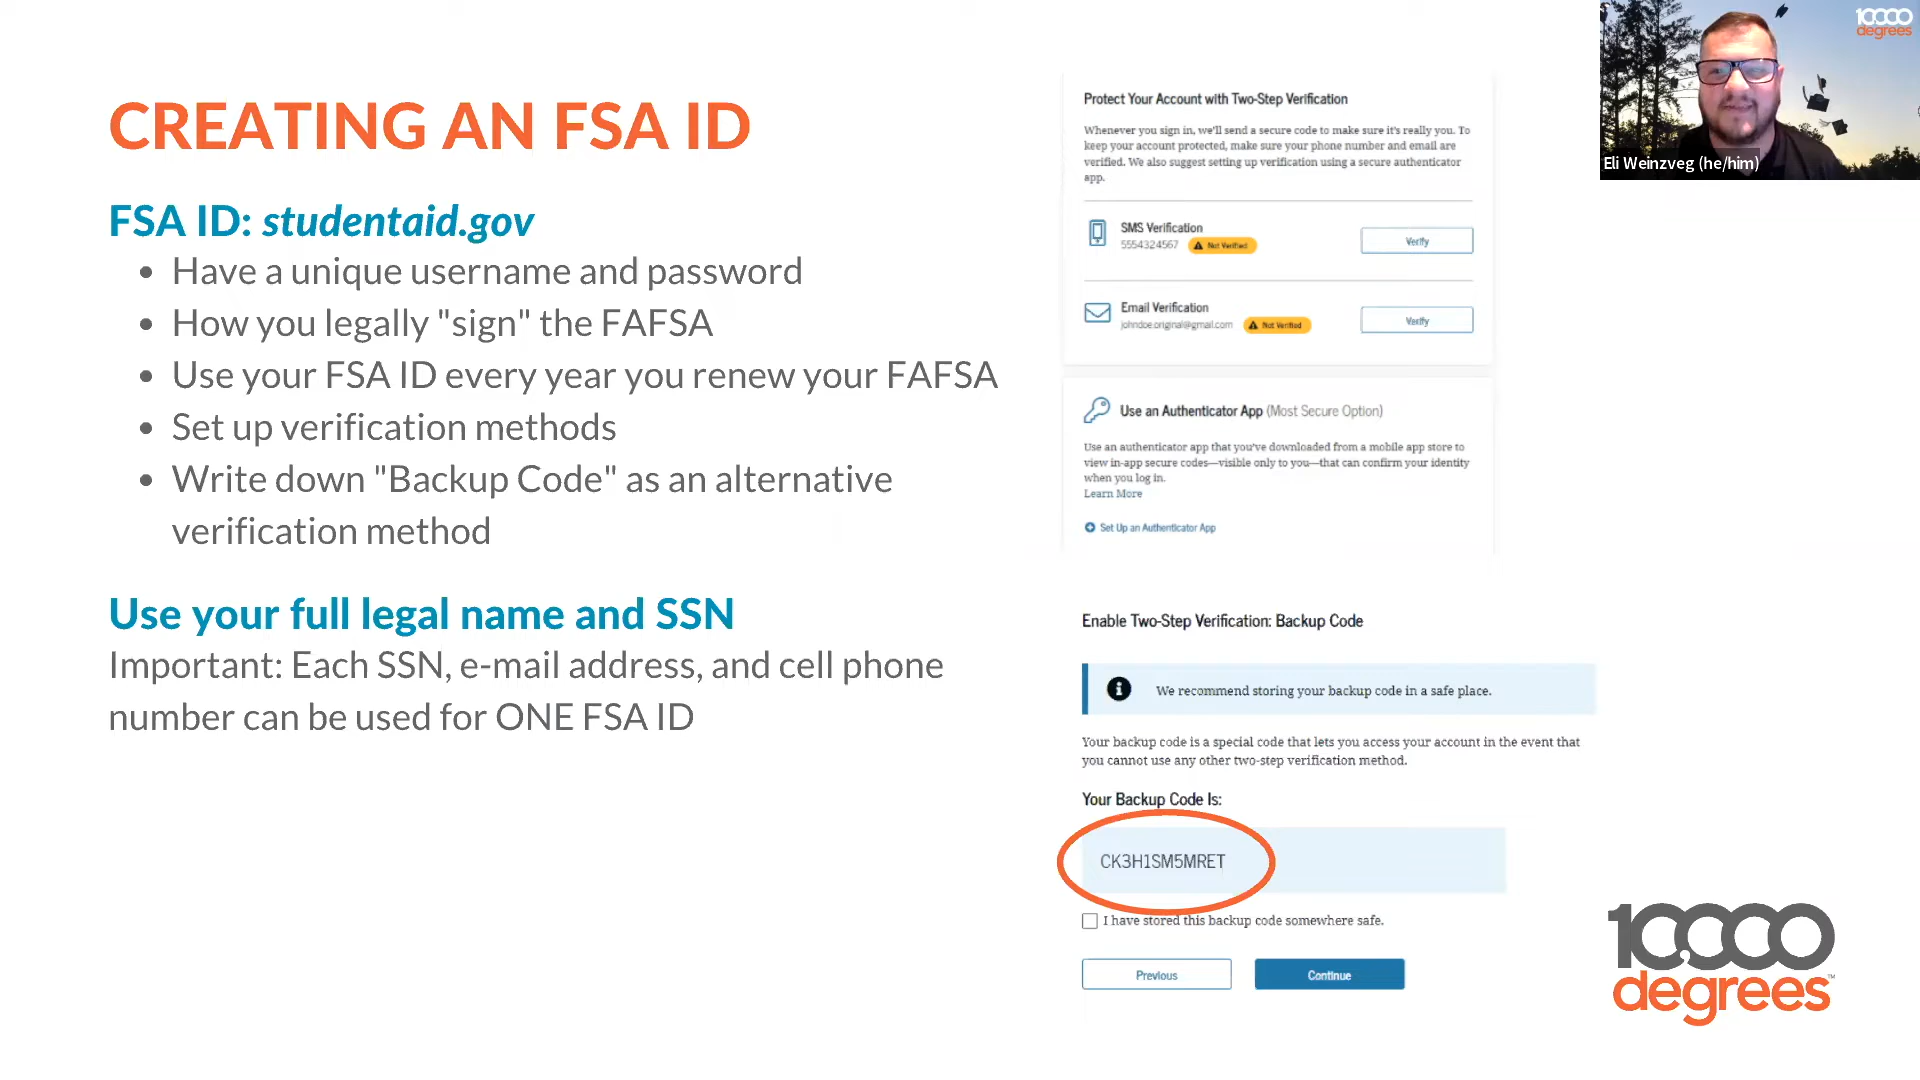 CREATING AN FSA ID
FSA ID: studentaid.gov
• Have a unique username and password
• How you legally "sign" the FAFSA
• Use your FSA ID every year you renew your FAFSA
• Set up verification methods
• Write down "Backup Code" as an alternative
verification method
Use your full legal name and SSN
Important: Each SSN, e-mail address, and cell phone
number can be used for ONE FSA ID
Protect Your Account with Two-Step Verification
Whenever you sign in, we'll send a secure code to make sure it's really you. To
keep your account protected, make sure your phone number and email are
verified. We also suggest setting up verification using a secure authenticator
app.
SMS Verification
5554324567 Not Verified
Verify
Email Verification
johndoe.original@gmail.com Not Verified
Verify
Use an Authenticator App (Most Secure Option)
Use an authenticator app that you've downloaded from a mobile app store to
view in-app secure codes—visible only to you—that can confirm your identity
when you log in.
Learn More
Set Up an Authenticator App
Enable Two-Step Verification: Backup Code
We recommend storing your backup code in a safe place.
Your backup code is a special code that lets you access your account in the event that
you cannot use any other two-step verification method.
Your Backup Code Is:
CK3H1SM5MRET
I have stored this backup code somewhere safe.
Previous Continue
10,000
degrees™
10000
degrees
Eli Weinzveg (he/him)